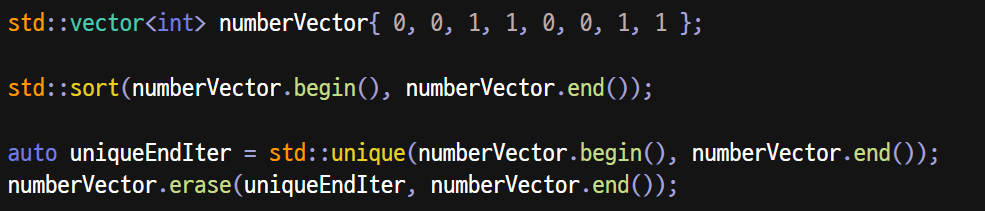 std::vector<int> numberVector{ 0, 0, 1, 1, 0, 0, 1, 1 };
std::sort(numberVector.begin(), numberVector.end());
auto uniqueEndIter = std::unique(numberVector.begin(), numberVector.end());
numberVector.erase(uniqueEndIter, numberVector.end());